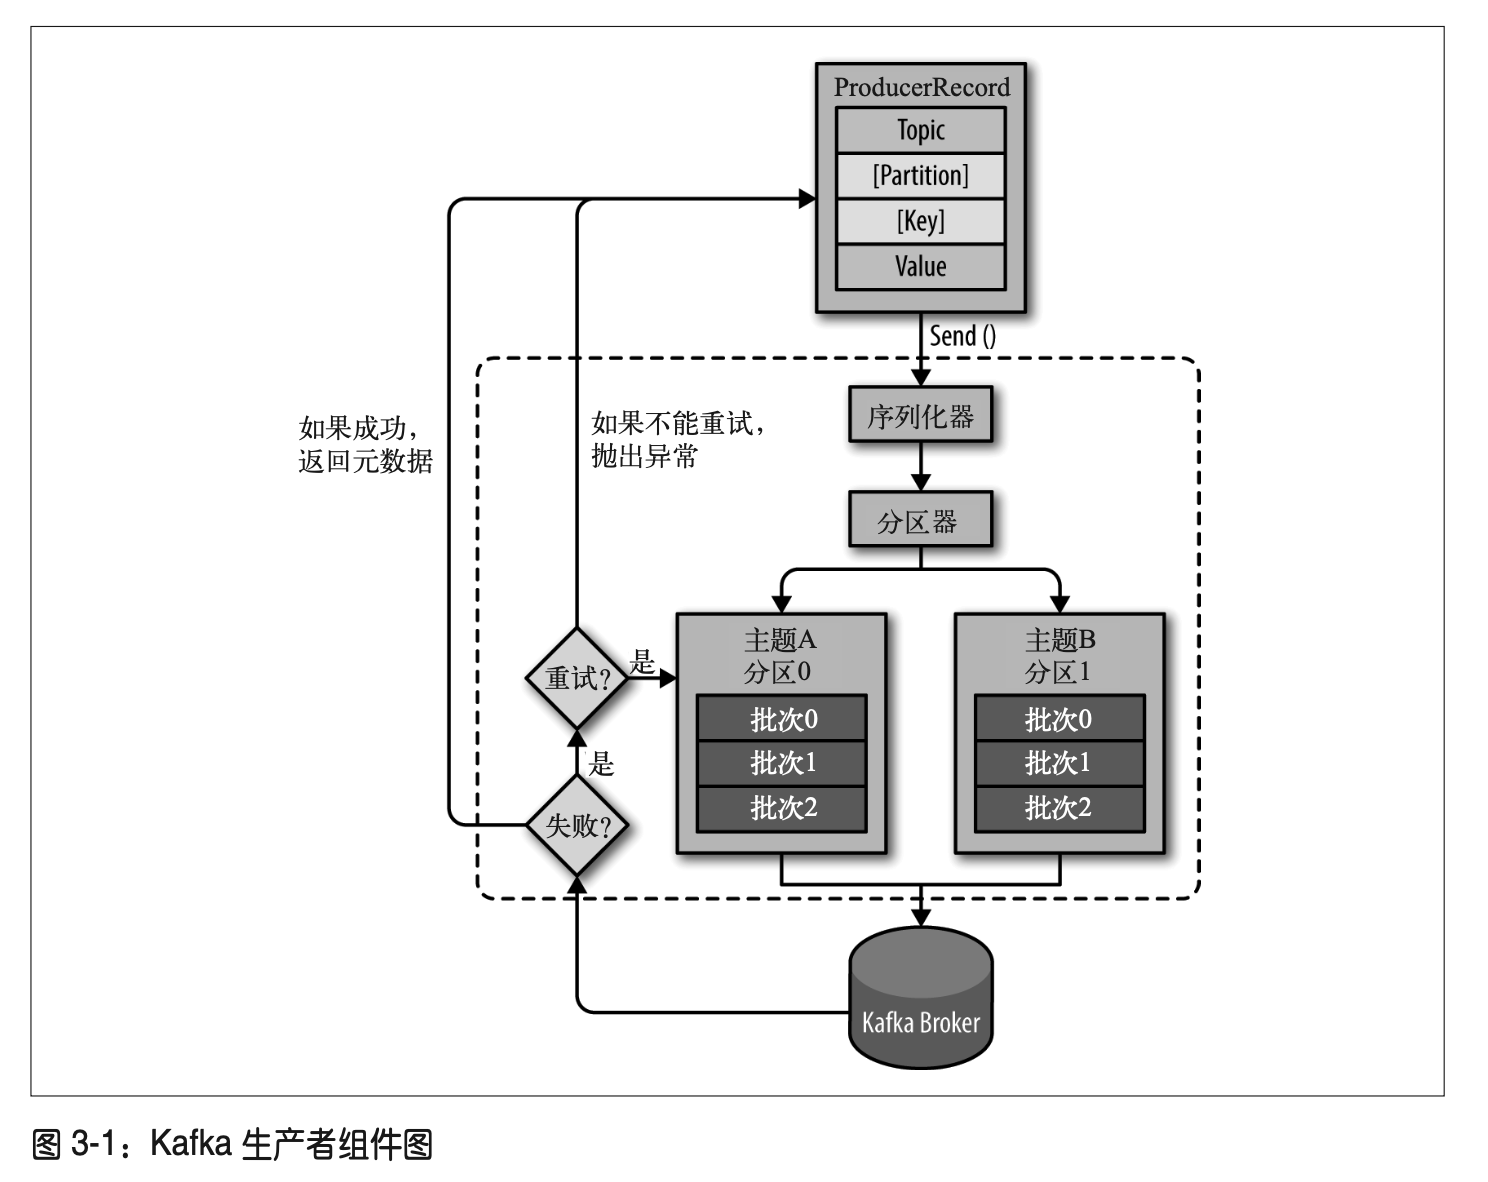 ProducerRecord
Topic
[Partition]
[Key]
Value
Send ()
如果成功，
返回元数据
如果不能重试，
抛出异常
序列化器
分区器
主题A
分区0
批次0
批次1
批次2
主题B
分区1
批次0
批次1
批次2
重试？
是
是
失败？
Kafka Broker
图 3-1：Kafka 生产者组件图